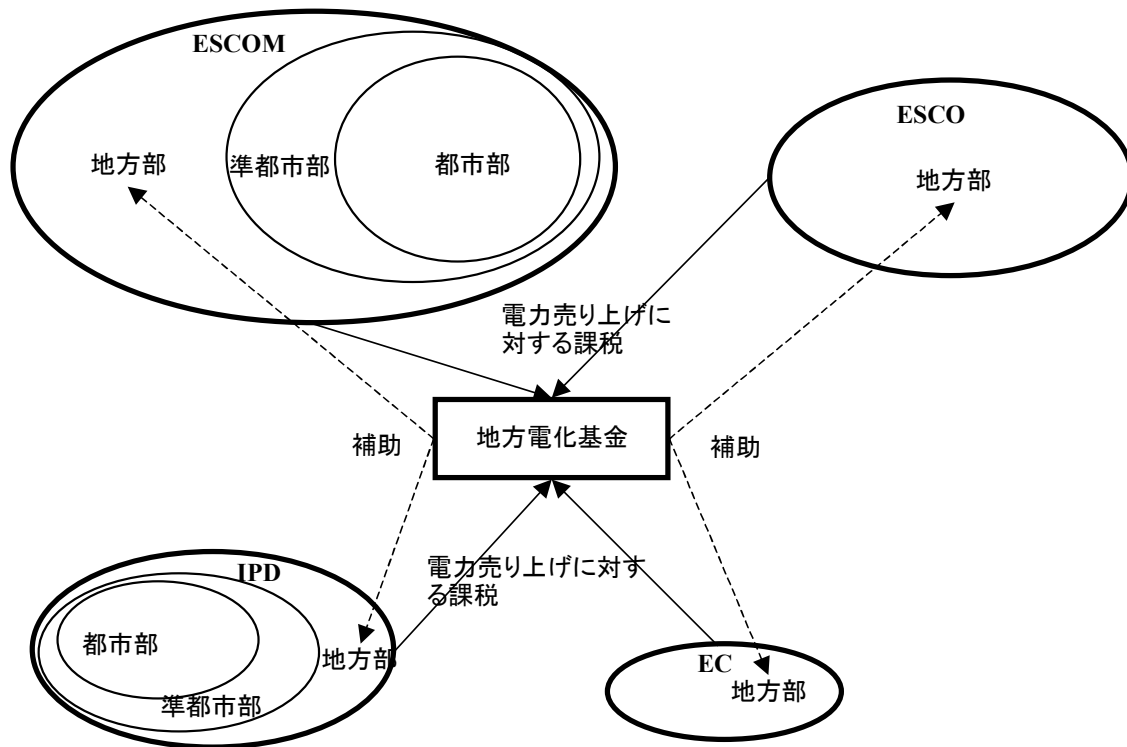 ESCOM
ESCO
地方部
準都市部
都市部
地方部
電力売り上げに
対する課税
補助
地方電化基金
補助
IPD
電力売り上げに対す
る課税
都市部
地方部
準都市部
EC
地方部